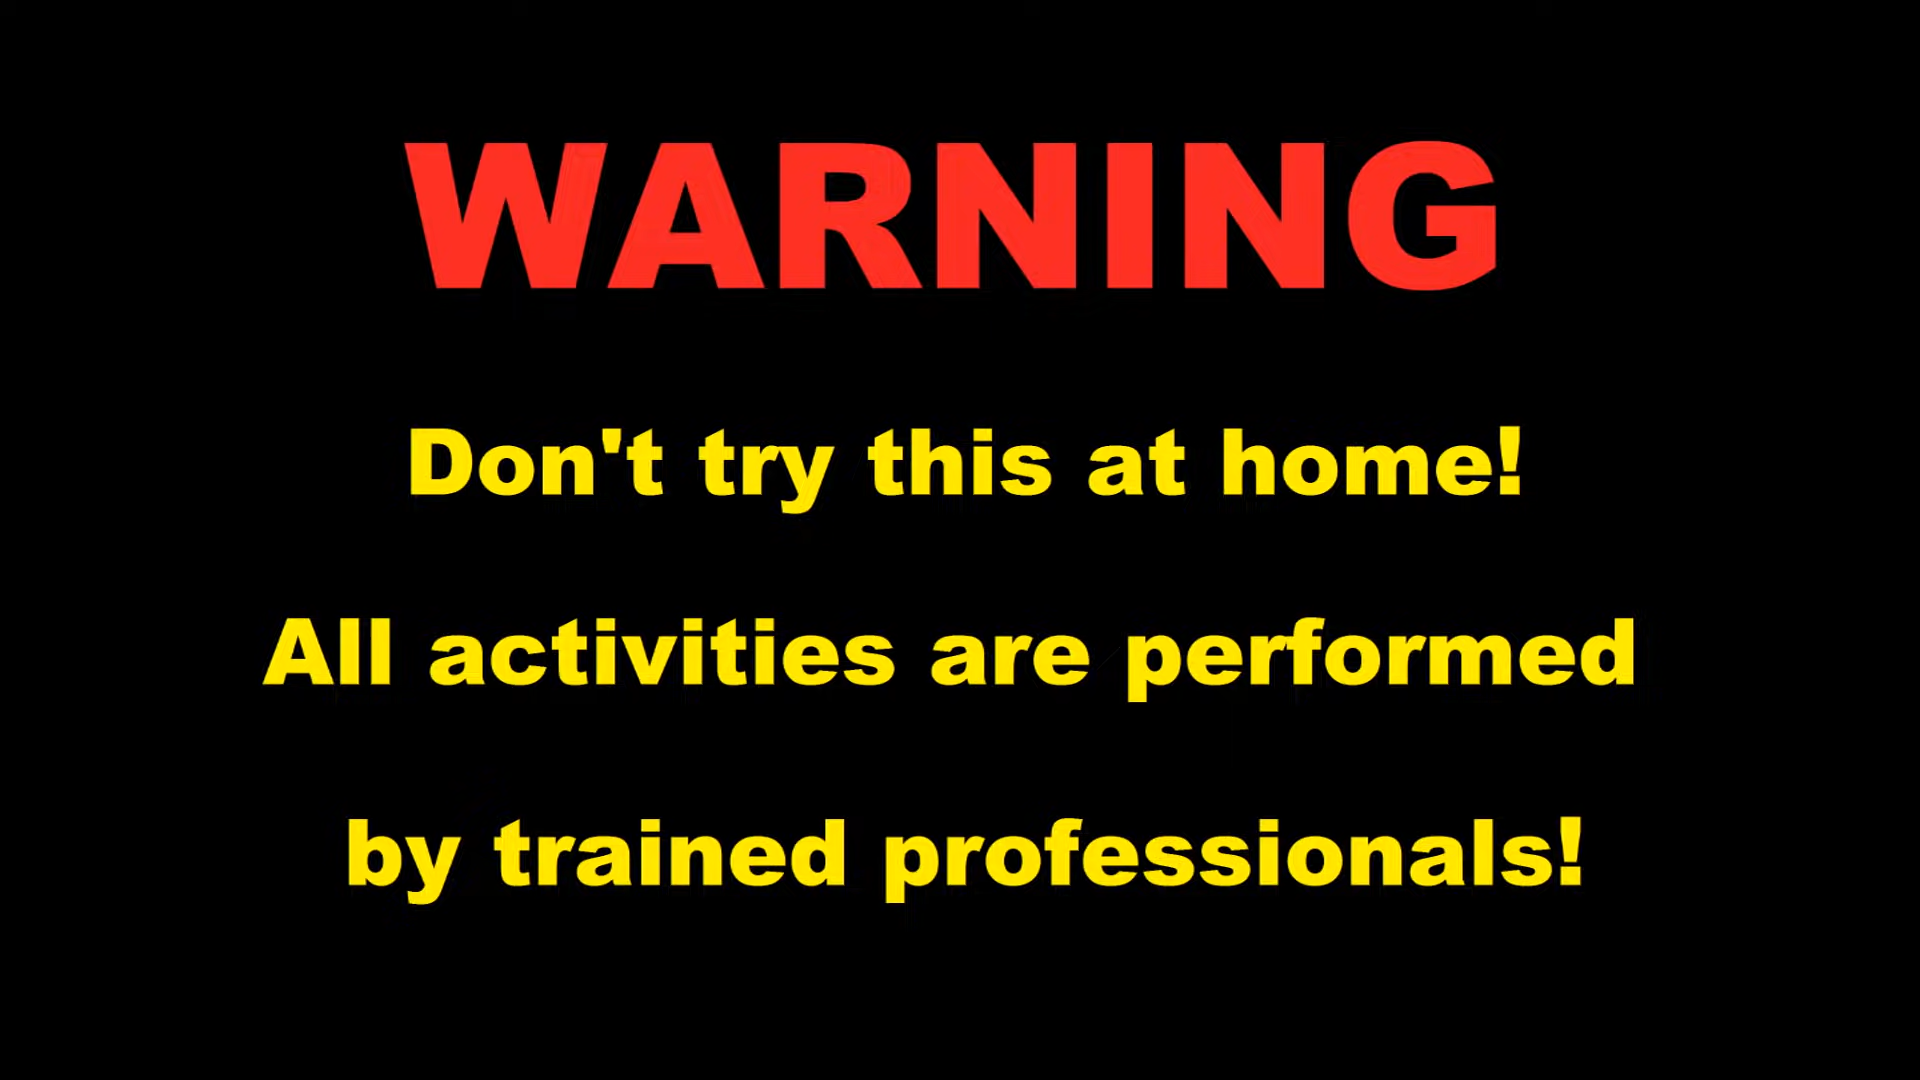 WARNING
Don't try this at home!
All activities are performed
by trained professionals!